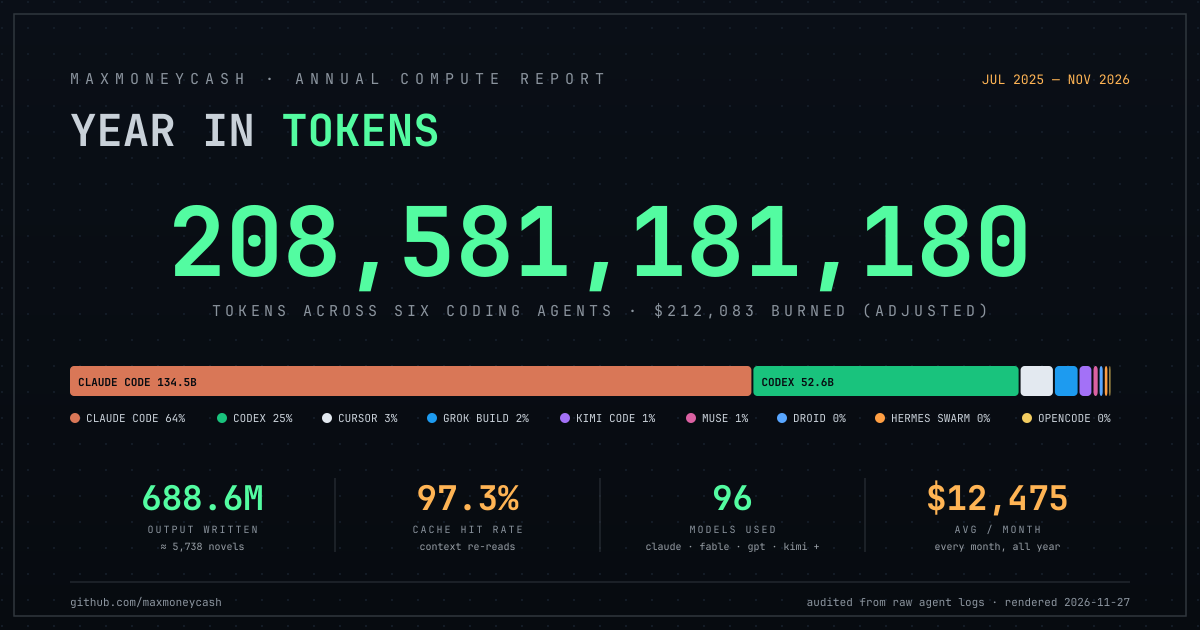 MAXMONEYCASH · ANNUAL COMPUTE REPORT
JUL 2025 — NOV 2026
YEAR IN TOKENS
208,581,181,180
TOKENS ACROSS SIX CODING AGENTS · $212,083 BURNED (ADJUSTED)
CLAUDE CODE 134.5B
CODEX 52.6B
CLAUDE CODE 64%
CODEX 25%
CURSOR 3%
GROK BUILD 2%
KIMI CODE 1%
MUSE 1%
DROID 0%
HERMES SWARM 0%
OPENCODE 0%
688.6M
OUTPUT WRITTEN
≈ 5,738 novels
97.3%
CACHE HIT RATE
context re-reads
96
MODELS USED
claude · fable · gpt · kimi +
$12,475
AVG / MONTH
every month, all year
github.com/maxmoneycash
audited from raw agent logs · rendered 2026-11-27